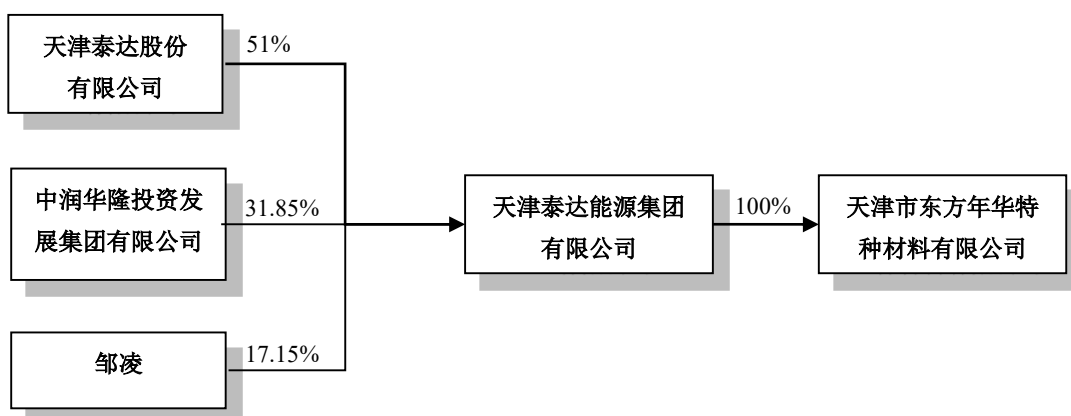 天津泰达股份
有限公司
51%
中润华隆投资发
展集团有限公司
31.85%
邹凌
17.15%
天津泰达能源集团
有限公司
100%
天津市东方年华特
种材料有限公司